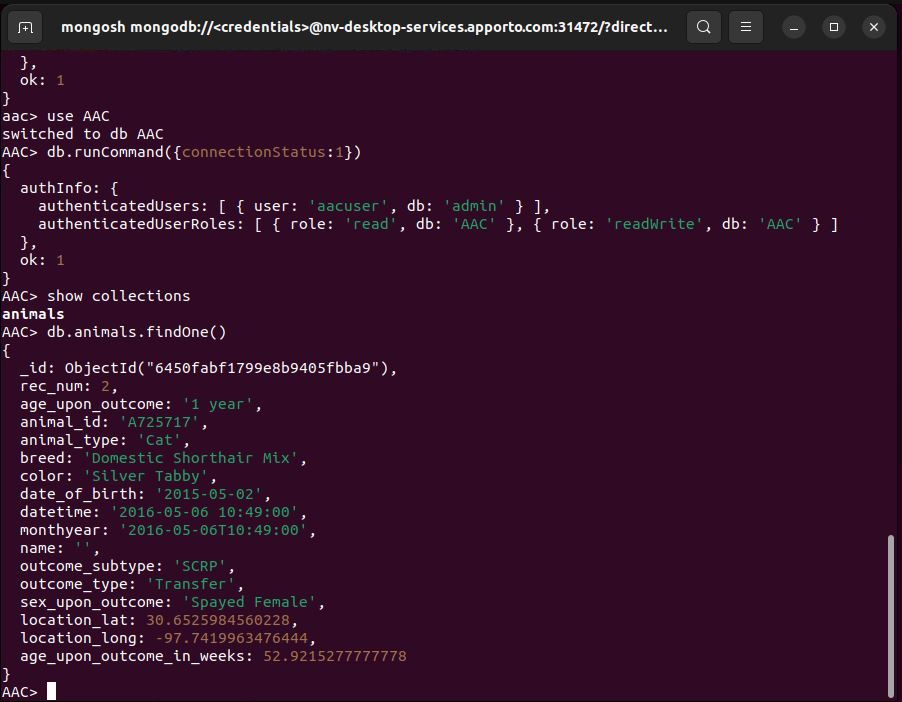 mongosh mongodb://<credentials>@nv-desktop-services.apporto.com:31472/?direct...
  },
  ok: 1
}
aac> use AAC
switched to db AAC
AAC> db.runCommand({connectionStatus:1})
{
  authInfo: {
    authenticatedUsers: [ { user: 'aacuser', db: 'admin' } ],
    authenticatedUserRoles: [ { role: 'read', db: 'AAC' }, { role: 'readWrite', db: 'AAC' } ]
  },
  ok: 1
}
AAC> show collections
animals
AAC> db.animals.findOne()
{
  _id: ObjectId("6450fabf1799e8b9405fbba9"),
  rec_num: 2,
  age_upon_outcome: '1 year',
  animal_id: 'A725717',
  animal_type: 'Cat',
  breed: 'Domestic Shorthair Mix',
  color: 'Silver Tabby',
  date_of_birth: '2015-05-02',
  datetime: '2016-05-06 10:49:00',
  monthyear: '2016-05-06T10:49:00',
  name: '',
  outcome_subtype: 'SCRP',
  outcome_type: 'Transfer',
  sex_upon_outcome: 'Spayed Female',
  location_lat: 30.6525984560228,
  location_long: -97.7419963476444,
  age_upon_outcome_in_weeks: 52.9215277777778
}
AAC>